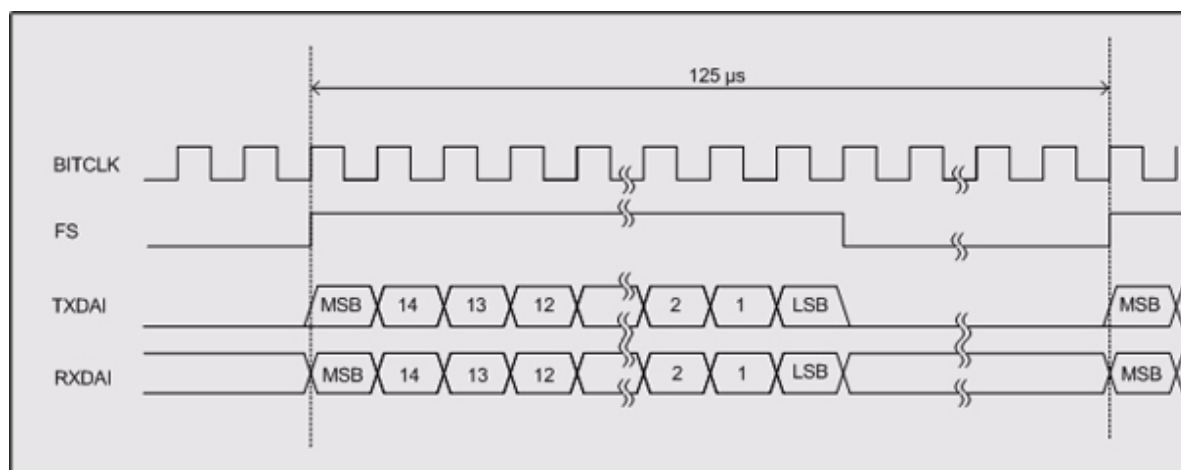 125 µs
BITCLK
FS
TXDAI MSB 14 13 12 2 1 LSB MSB
RXDAI MSB 14 13 12 2 1 LSB MSB